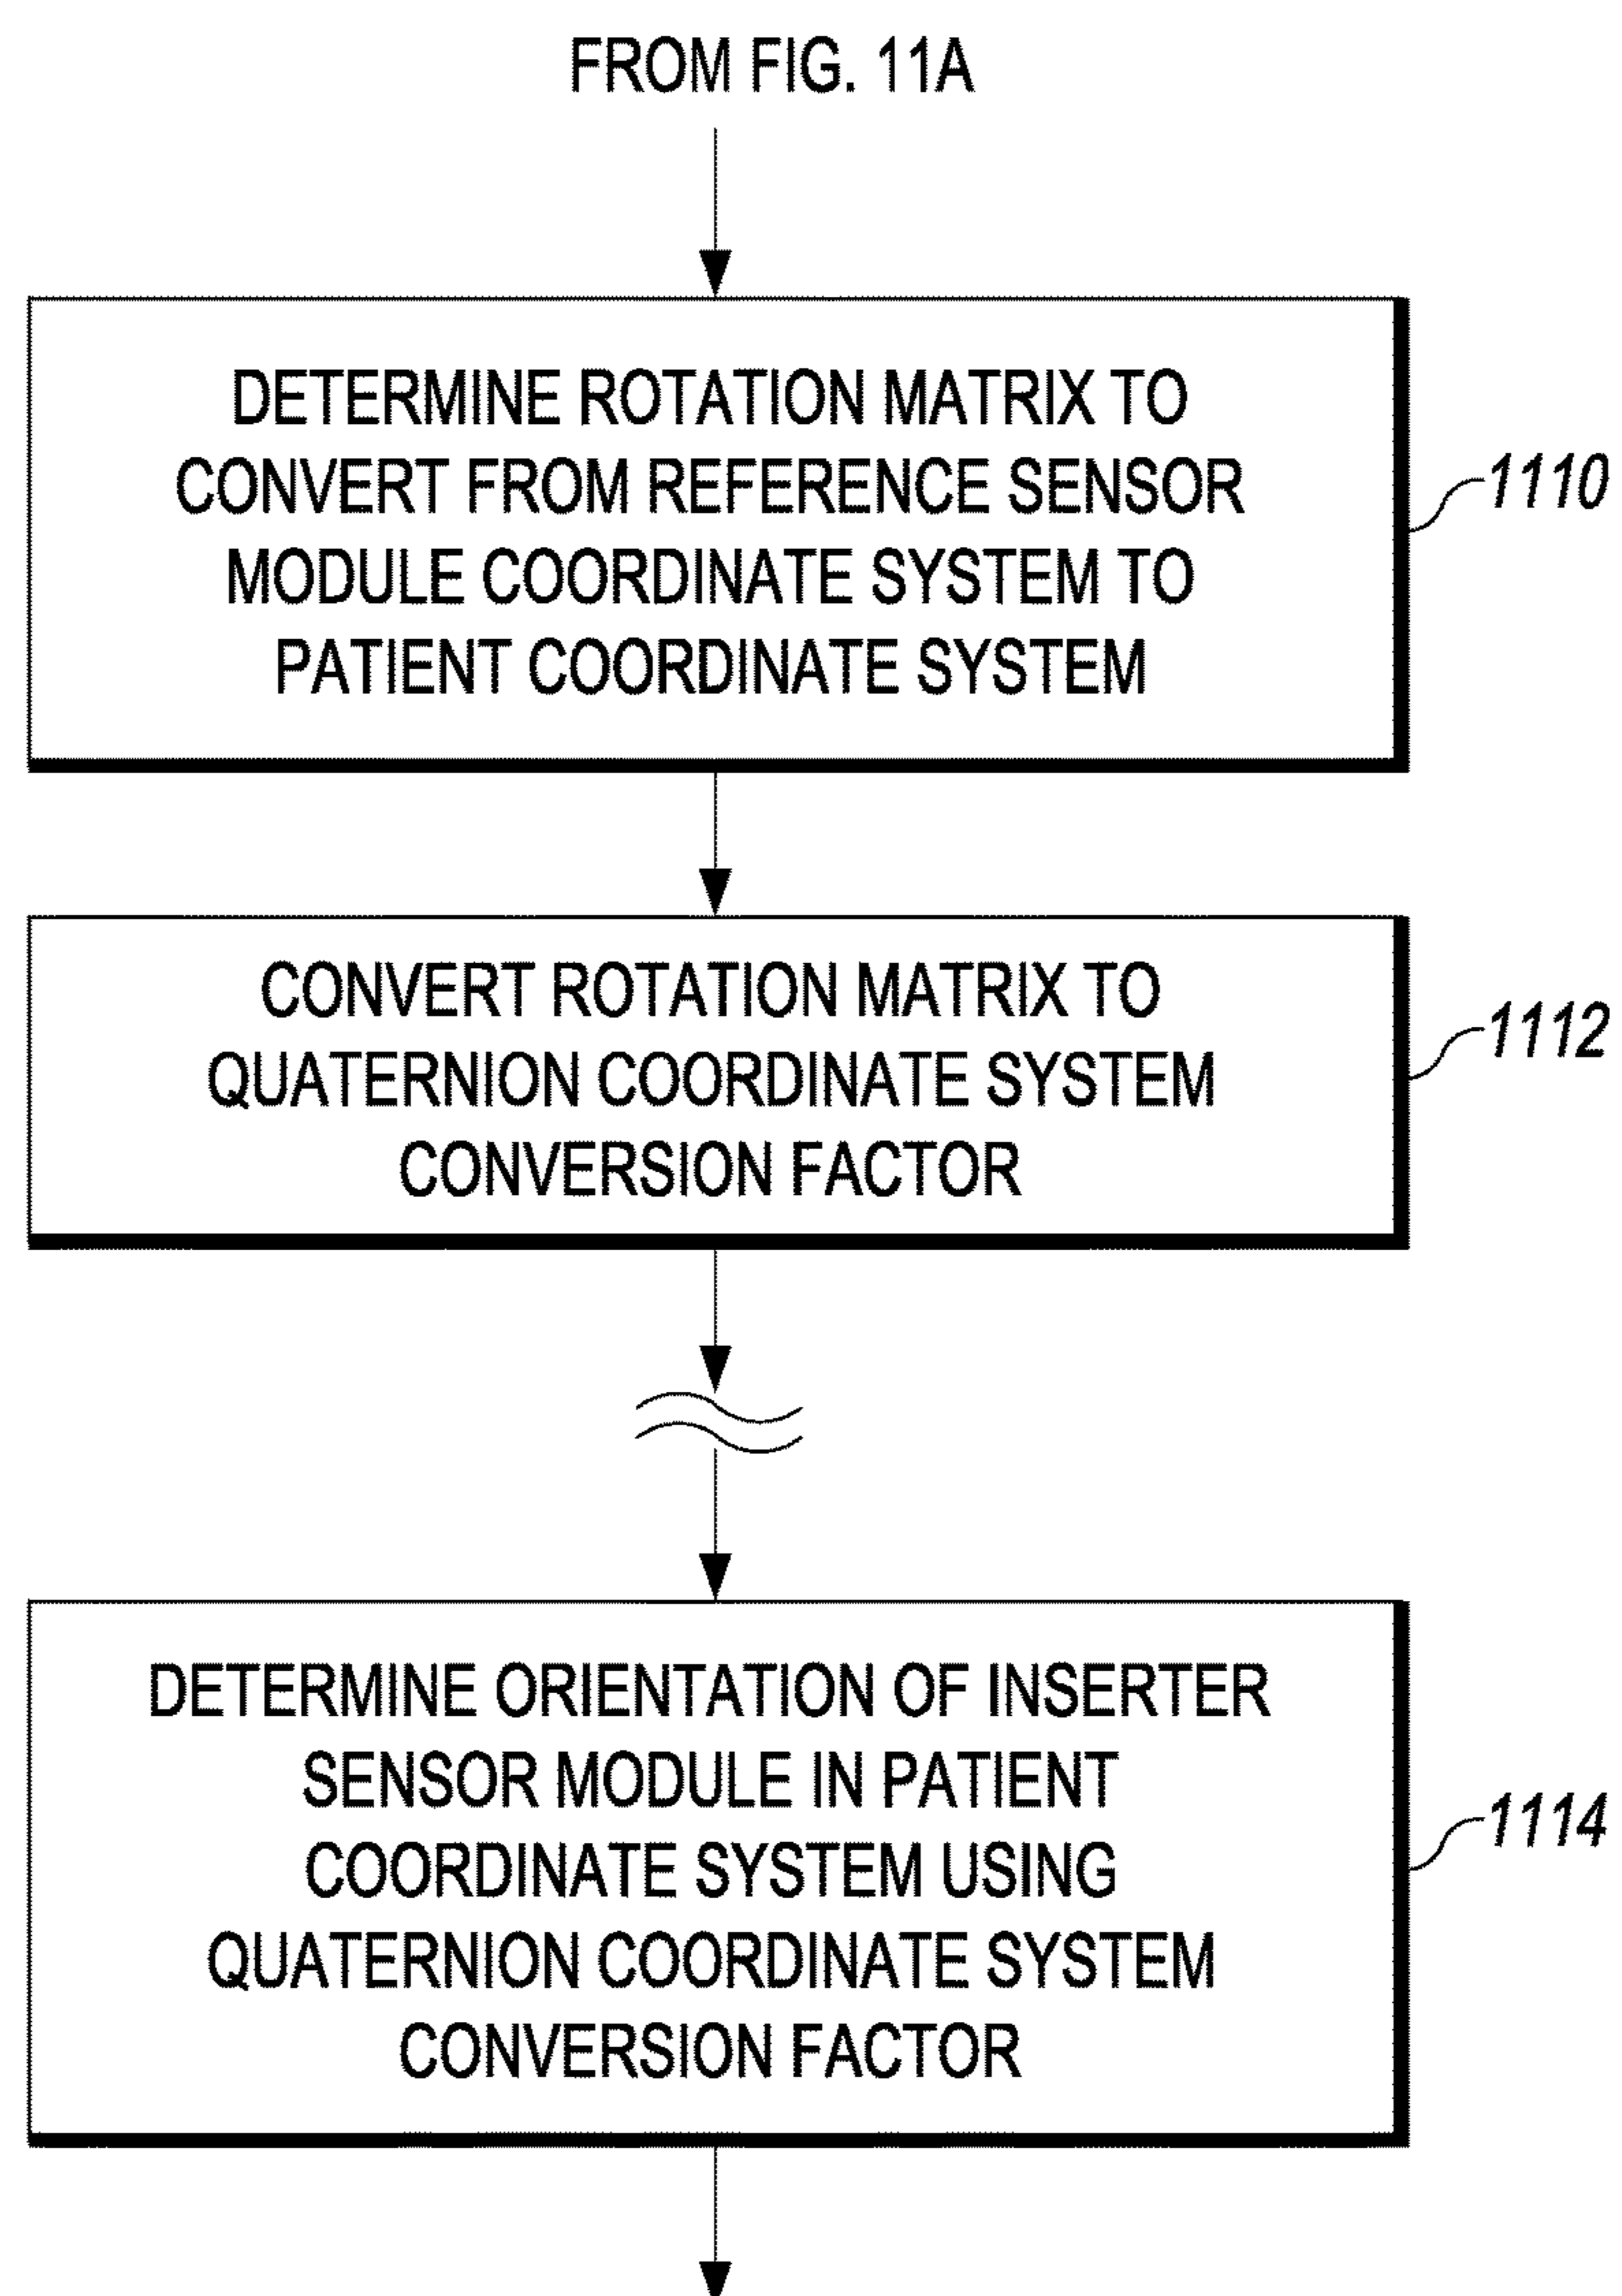 FROM FIG. 11A
DETERMINE ROTATION MATRIX TO
CONVERT FROM REFERENCE SENSOR
MODULE COORDINATE SYSTEM TO
PATIENT COORDINATE SYSTEM
1110
CONVERT ROTATION MATRIX TO
QUATERNION COORDINATE SYSTEM
CONVERSION FACTOR
1112
DETERMINE ORIENTATION OF INSERTER
SENSOR MODULE IN PATIENT
COORDINATE SYSTEM USING
QUATERNION COORDINATE SYSTEM
CONVERSION FACTOR
1114